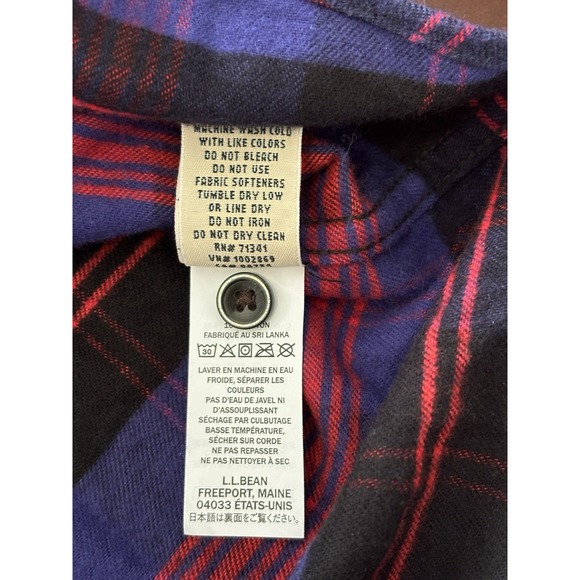 MACHINE WASH COLD
WITH LIKE COLORS
DO NOT BLEACH
DO NOT USE
FABRIC SOFTENERS
TUMBLE DRY LOW
OR LINE DRY
DO NOT IRON
DO NOT DRY CLEAN
RN# 71341
VN# 1002869
FABRIQUÉ AU SRI LANKA
30
LAVER EN MACHINE EN EAU
FROIDE, SÉPARER LES
COULEURS
PAS D'EAU DE JAVEL NI
D'ASSOUPLISSANT
SÉCHAGE PAR CULBUTAGE
BASSE TEMPÉRATURE,
SÉCHER SUR CORDE
NE PAS REPASSER
NE PAS NETTOYER À SEC
L.L.BEAN
FREEPORT, MAINE
04033 ÉTATS-UNIS
日本語は裏面をご覧ください。